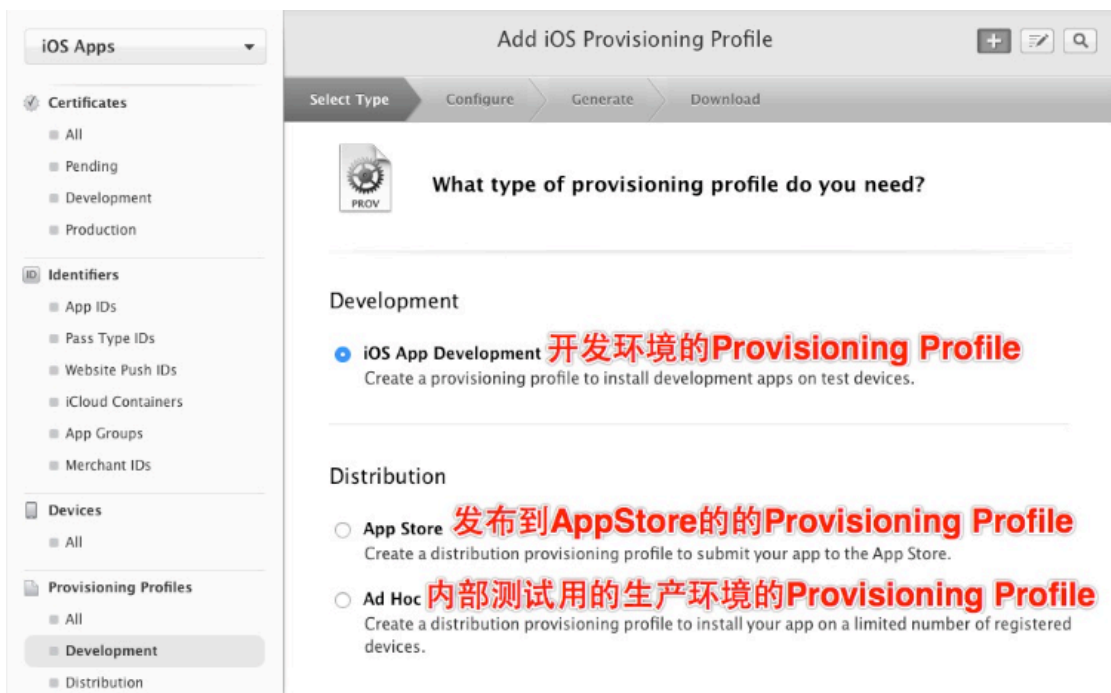 iOS Apps
Add iOS Provisioning Profile
Select Type
Configure
Generate
Download
Certificates
All
Pending
Development
Production
ID Identifiers
App IDs
Pass Type IDs
Website Push IDs
iCloud Containers
App Groups
Merchant IDs
Devices
All
Provisioning Profiles
All
Development
Distribution
PROV
What type of provisioning profile do you need?
Development
iOS App Development 开发环境的Provisioning Profile
Create a provisioning profile to install development apps on test devices.
Distribution
App Store 发布到AppStore的的Provisioning Profile
Create a distribution provisioning profile to submit your app to the App Store.
Ad Hoc 内部测试用的生产环境的Provisioning Profile
Create a distribution provisioning profile to install your app on a limited number of registered
devices.